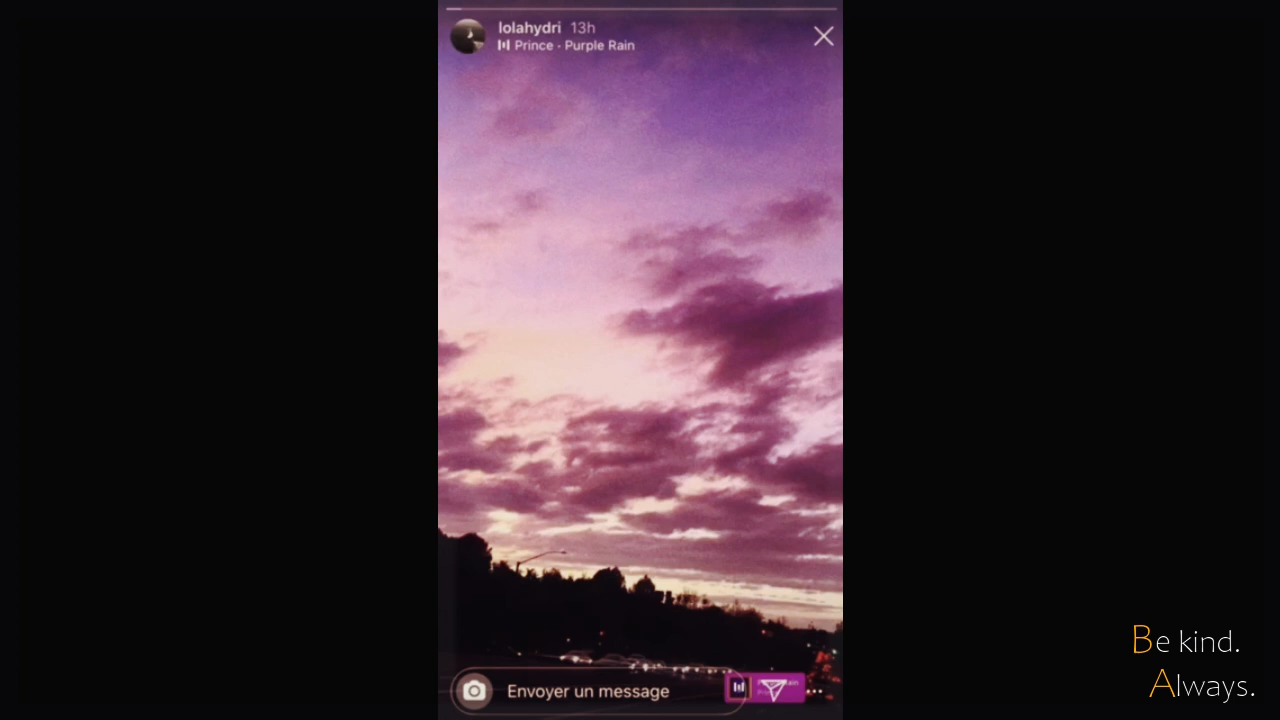 lolahydri 13h
Prince - Purple Rain
Envoyer un message
Be kind.
Always.